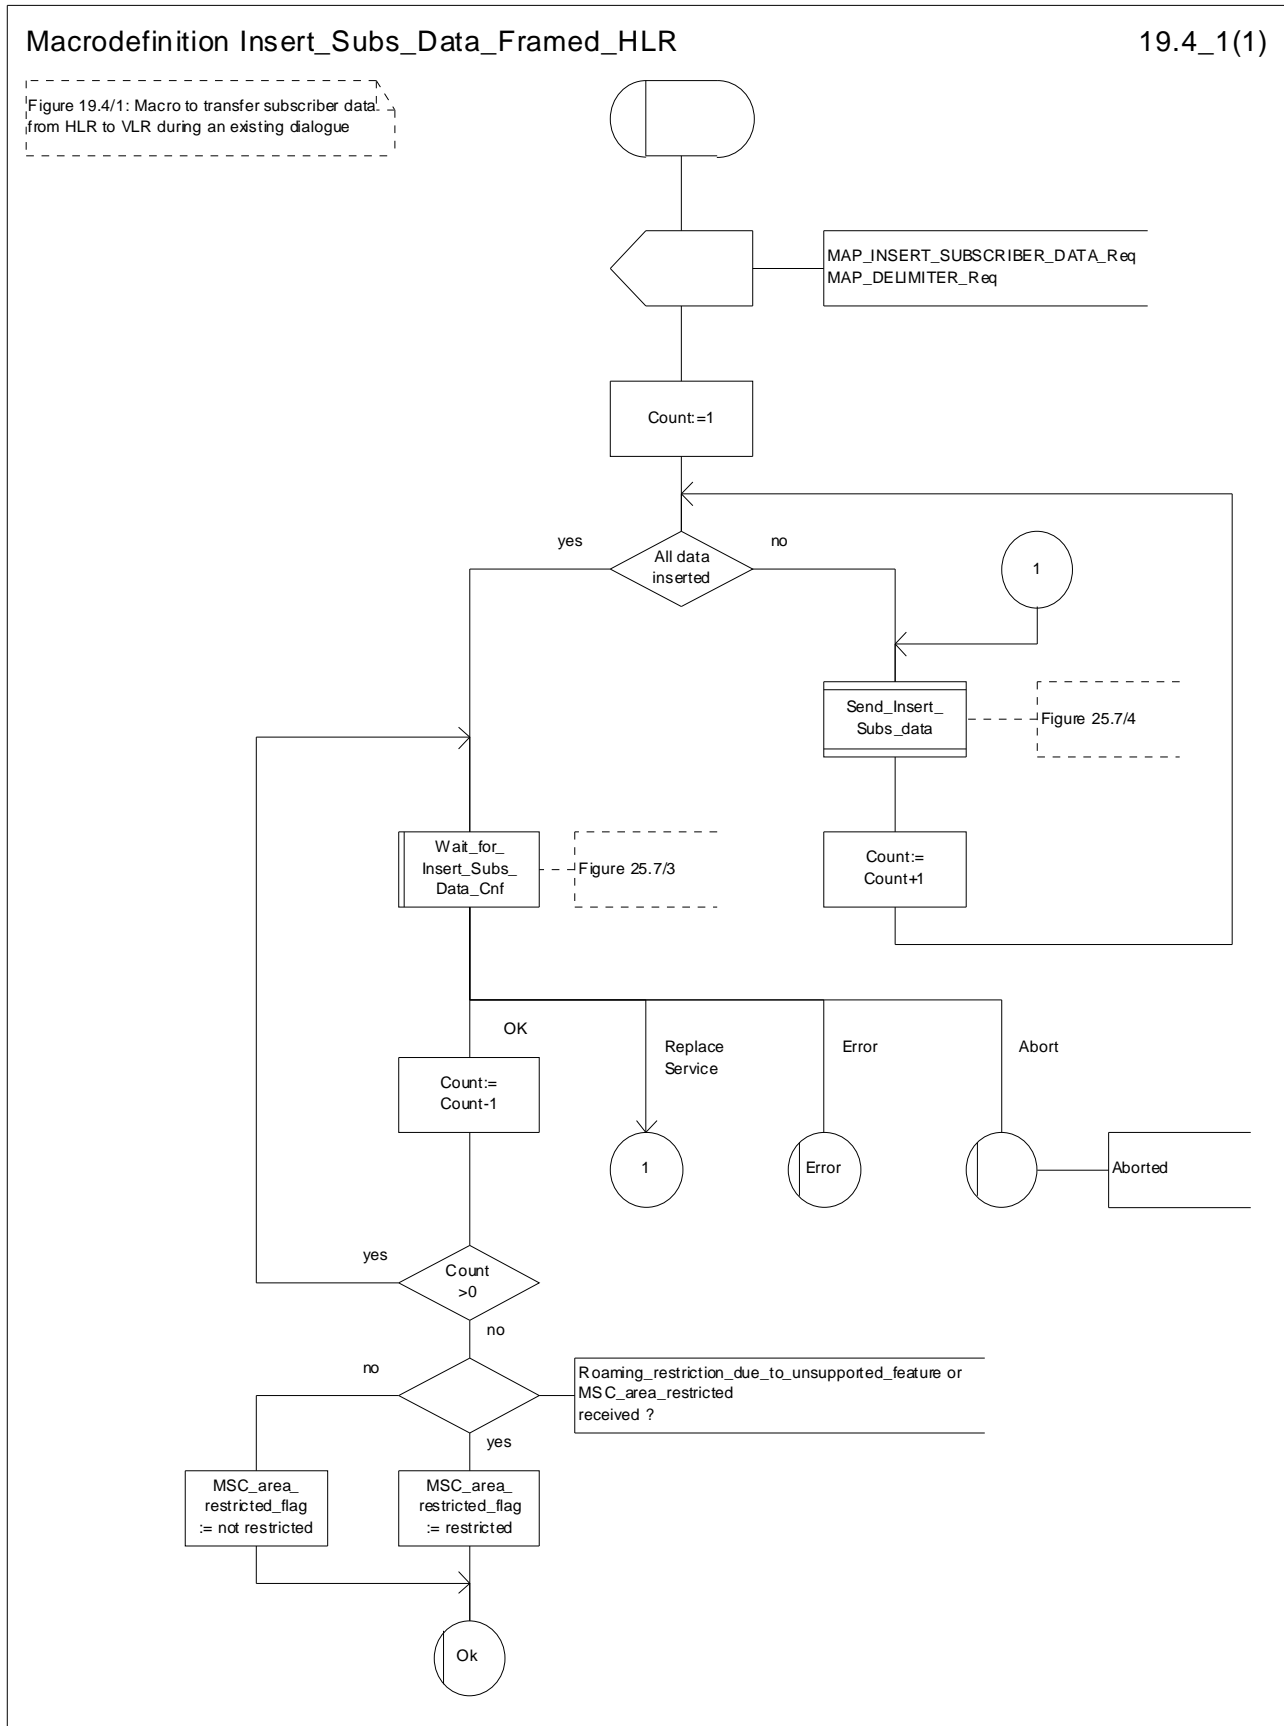 Macrodefinition Insert_Subs_Data_Framed_HLR
19.4_1(1)
Figure 19.4/1: Macro to transfer subscriber data
from HLR to VLR during an existing dialogue
MAP_INSERT_SUBSCRIBER_DATA_Req
MAP_DELIMITER_Req
Count:=1
yes
All data
inserted
no
1
Send_Insert_
Subs_data
Figure 25.7/4
Wait_for_
Insert_Subs_
Data_Cnf
Figure 25.7/3
Count:=
Count+1
OK
Replace
Service
Error
Abort
Count:=
Count-1
1
Error
Aborted
yes
Count
>0
no
no
Roaming_restriction_due_to_unsupported_feature or
MSC_area_restricted
received ?
yes
MSC_area_
restricted_flag
:= not restricted
MSC_area_
restricted_flag
:= restricted
Ok